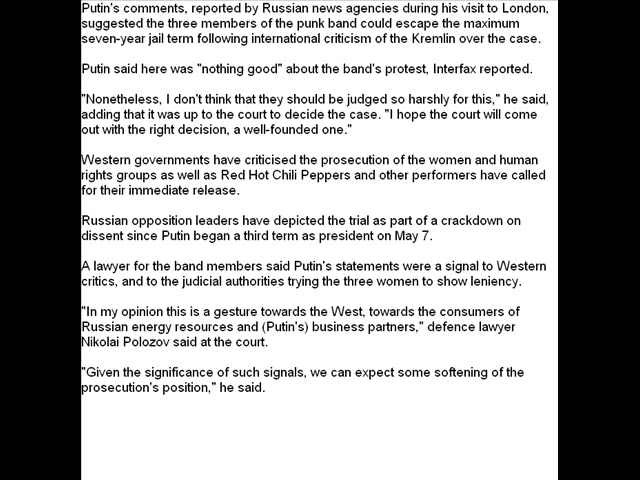 Putin's comments, reported by Russian news agencies during his visit to London,
suggested the three members of the punk band could escape the maximum
seven-year jail term following international criticism of the Kremlin over the case.
Putin said here was "nothing good" about the band's protest, Interfax reported.
"Nonetheless, I don't think that they should be judged so harshly for this," he said,
adding that it was up to the court to decide the case. "I hope the court will come
out with the right decision, a well-founded one."
Western governments have criticised the prosecution of the women and human
rights groups as well as Red Hot Chili Peppers and other performers have called
for their immediate release.
Russian opposition leaders have depicted the trial as part of a crackdown on
dissent since Putin began a third term as president on May 7.
A lawyer for the band members said Putin's statements were a signal to Western
critics, and to the judicial authorities trying the three women to show leniency.
"In my opinion this is a gesture towards the West, towards the consumers of
Russian energy resources and (Putin's) business partners," defence lawyer
Nikolai Polozov said at the court.
"Given the significance of such signals, we can expect some softening of the
prosecution's position," he said.